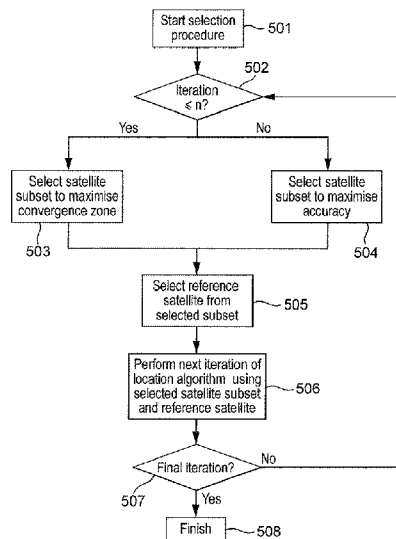 Start selection
procedure
501
502
Iteration
⩽ n?
Yes
No
Select satellite
subset to maximise
convergence zone
503
Select satellite
subset to maximise
accuracy
504
Select reference
satellite from
selected subset
505
Perform next iteration of
location algorithm using
selected satellite subset
and reference satellite
506
Final iteration?
No
507
Yes
Finish
508